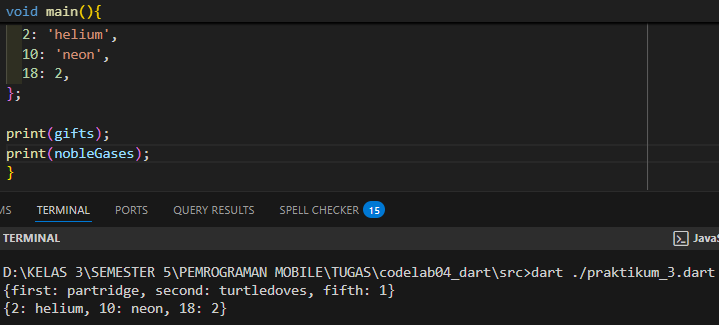 void main(){
2: 'helium',
10: 'neon',
18: 2,
};
print(gifts);
print(nobleGases);
}
MS TERMINAL PORTS QUERY RESULTS SPELL CHECKER 15
TERMINAL JavaS
D:\KELAS 3\SEMESTER 5\PEMROGRAMAN MOBILE\TUGAS\codelab04_dart\src>dart ./praktikum_3.dart
{first: partridge, second: turtledoves, fifth: 1}
{2: helium, 10: neon, 18: 2}